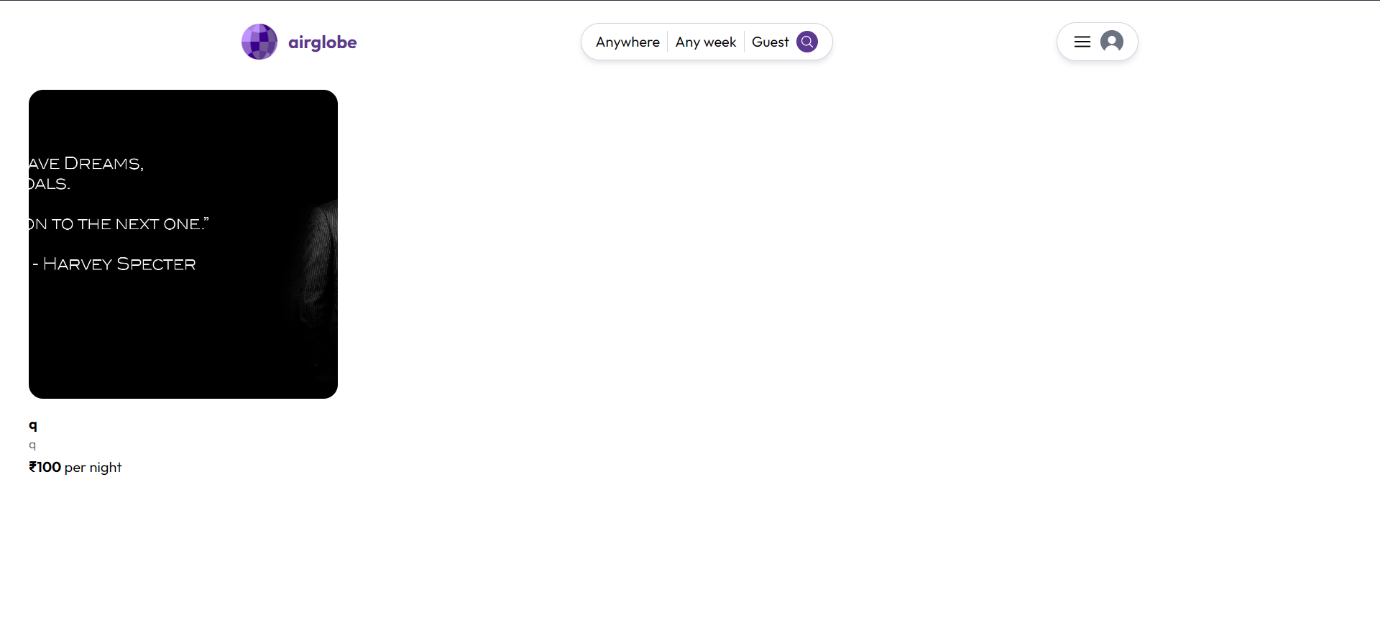 airglobe
Anywhere Any week Guest
AVE DREAMS,
OALS.
ON TO THE NEXT ONE.”
- HARVEY SPECTER
q
q
₹100 per night